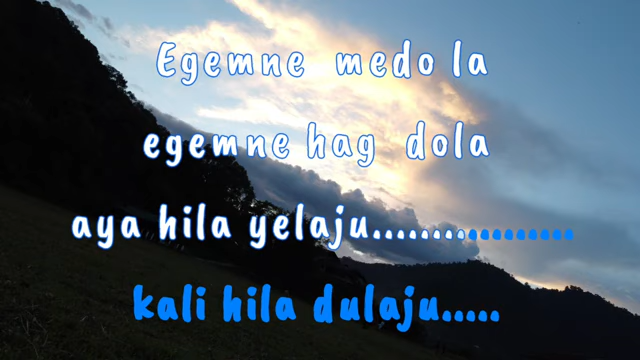 Egemne medo la
egemne hag dola
aya hila yelaju.................
kali hila dulaju.....